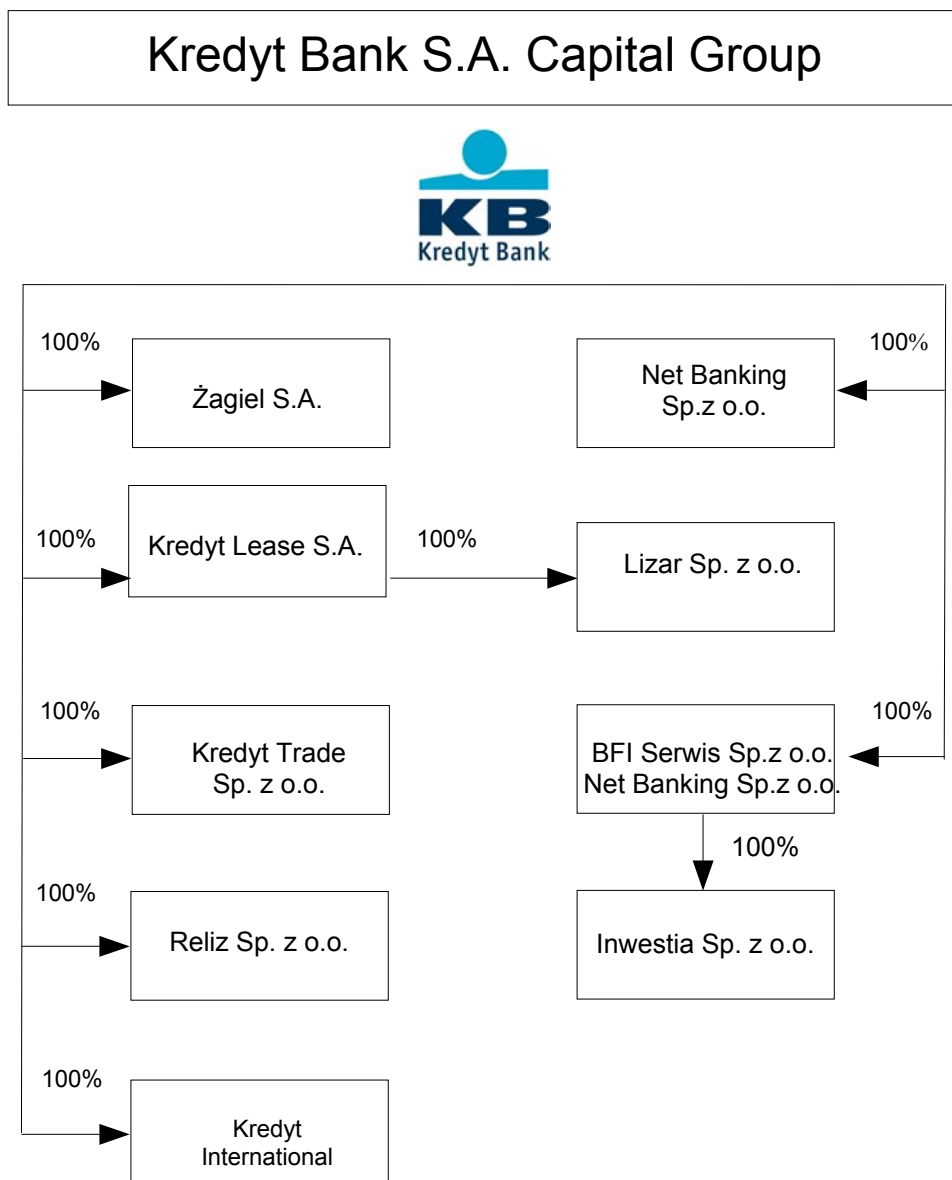 Kredyt Bank S.A. Capital Group
KB
Kredyt Bank
100%
100%
Żagiel S.A.
Net Banking
Sp.z o.o.
100%
Kredyt Lease S.A.
100%
Lizar Sp. z o.o.
100%
100%
Kredyt Trade
Sp. z o.o.
BFI Serwis Sp.z o.o.
Net Banking Sp.z o.o.
100%
100%
Reliz Sp. z o.o.
Inwestia Sp. z o.o.
100%
Kredyt
International